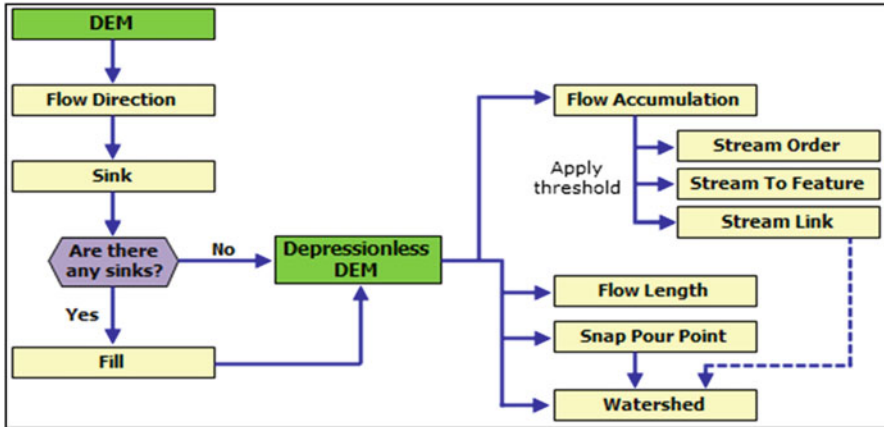 DEM
Flow Direction
Sink
Are there
any sinks?
No
Yes
Fill
Depressionless
DEM
Flow Accumulation
Apply
threshold
Stream Order
Stream To Feature
Stream Link
Flow Length
Snap Pour Point
Watershed